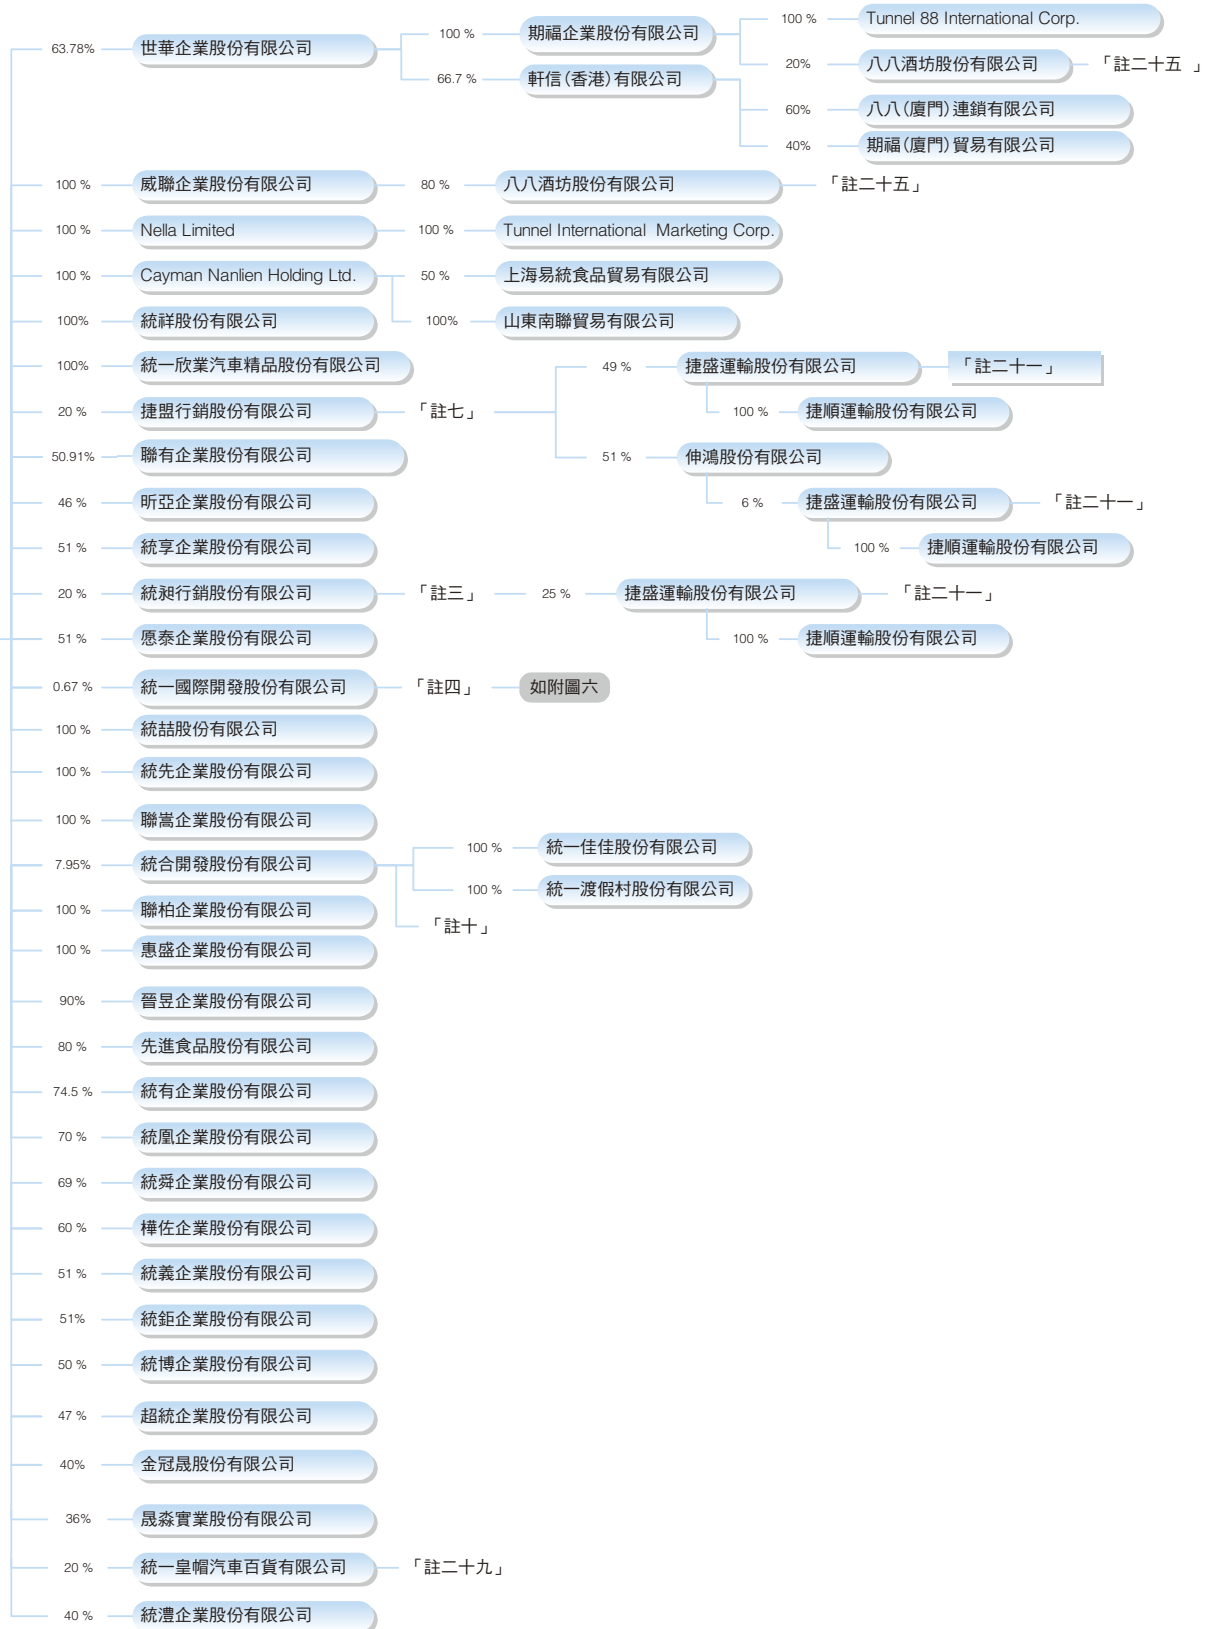 63.78% 世華企業股份有限公司 100 % 期福企業股份有限公司 100 % Tunnel 88 International Corp.
20% 八八酒坊股份有限公司 「註二十五 」
66.7 % 軒信(香港)有限公司
60% 八八(廈門)連鎖有限公司
40% 期福(廈門)貿易有限公司
100 % 威聯企業股份有限公司 80 % 八八酒坊股份有限公司 「註二十五」
100 % Nella Limited 100 % Tunnel International Marketing Corp.
100 % Cayman Nanlien Holding Ltd. 50 % 上海易統食品貿易有限公司
100% 統祥股份有限公司 100% 山東南聯貿易有限公司
100% 統一欣業汽車精品股份有限公司 49 % 捷盛運輸股份有限公司 「註二十一」
20 % 捷盟行銷股份有限公司 「註七」 100 % 捷順運輸股份有限公司
50.91% 聯有企業股份有限公司 51 % 伸鴻股份有限公司
46 % 昕亞企業股份有限公司 6 % 捷盛運輸股份有限公司 「註二十一」
51 % 統享企業股份有限公司 100 % 捷順運輸股份有限公司
20 % 統昶行銷股份有限公司 「註三」 25 % 捷盛運輸股份有限公司 「註二十一」
51 % 愿泰企業股份有限公司 100 % 捷順運輸股份有限公司
0.67 % 統一國際開發股份有限公司 「註四」 如附圖六
100 % 統喆股份有限公司
100 % 統先企業股份有限公司
100 % 聯嵩企業股份有限公司
100 % 統一佳佳股份有限公司
7.95% 統合開發股份有限公司
100 % 統一渡假村股份有限公司
100 % 聯柏企業股份有限公司 「註十」
100 % 惠盛企業股份有限公司
90% 晉昱企業股份有限公司
80 % 先進食品股份有限公司
74.5 % 統有企業股份有限公司
70 % 統凰企業股份有限公司
69 % 統舜企業股份有限公司
60 % 樺佐企業股份有限公司
51 % 統義企業股份有限公司
51% 統鉅企業股份有限公司
50 % 統博企業股份有限公司
47 % 超統企業股份有限公司
40% 金冠晟股份有限公司
36% 晟淼實業股份有限公司
20 % 統一皇帽汽車百貨有限公司 「註二十九」
40 % 統灃企業股份有限公司